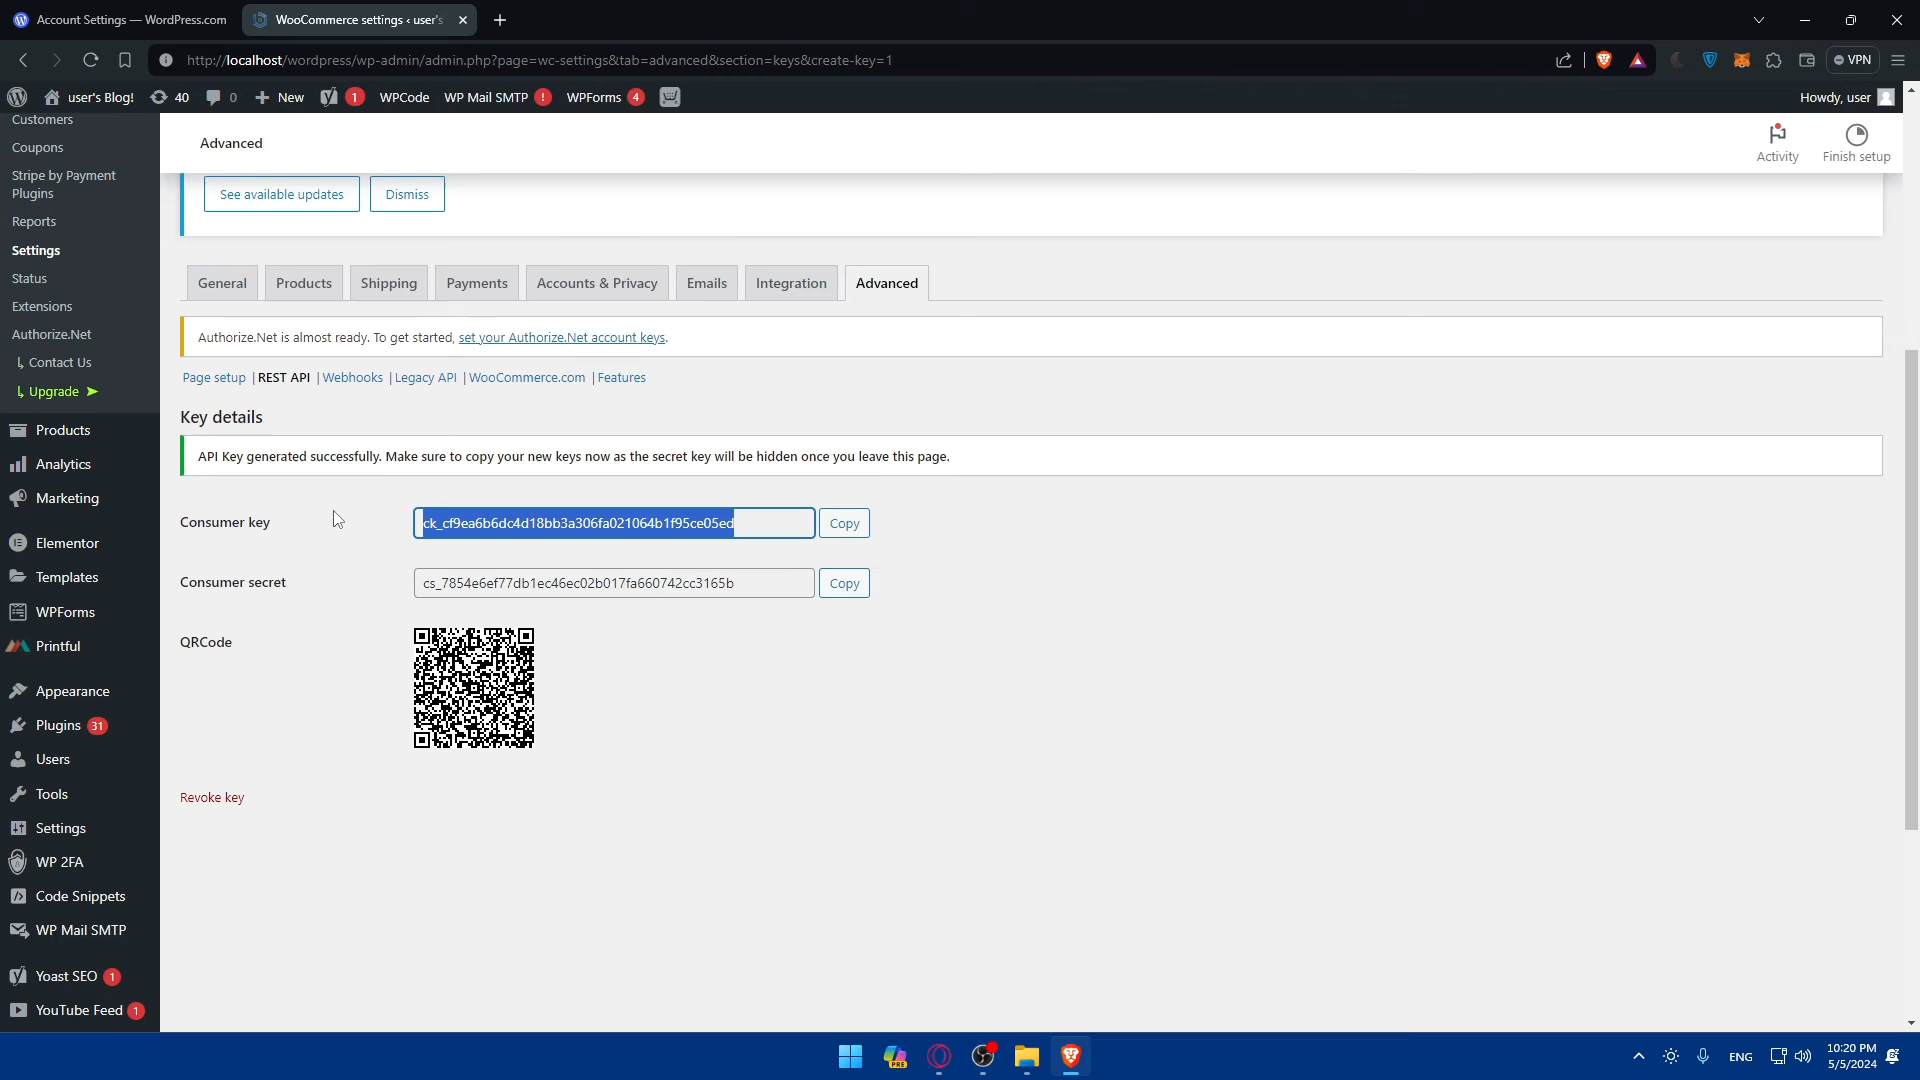 Account Settings — WordPress.com
WooCommerce settings ‹ user's
http://localhost/wordpress/wp-admin/admin.php?page=wc-settings&tab=advanced&section=keys&create-key=1
VPN
user's Blog!
40
0
New
1
WPCode
WP Mail SMTP !
WPForms 4
Howdy, user
Customers
Coupons
Stripe by Payment
Plugins
Reports
Settings
Status
Extensions
Authorize.Net
↳ Contact Us
↳ Upgrade ➤
Products
Analytics
Marketing
Elementor
Templates
WPForms
Printful
Appearance
Plugins 31
Users
Tools
Settings
WP 2FA
Code Snippets
WP Mail SMTP
Yoast SEO 1
YouTube Feed 1
Advanced
Activity
Finish setup
See available updates
Dismiss
General
Products
Shipping
Payments
Accounts & Privacy
Emails
Integration
Advanced
Authorize.Net is almost ready. To get started, set your Authorize.Net account keys.
Page setup | REST API | Webhooks | Legacy API | WooCommerce.com | Features
Key details
API Key generated successfully. Make sure to copy your new keys now as the secret key will be hidden once you leave this page.
Consumer key
ck_cf9ea6b6dc4d18bb3a306fa021064b1f95ce05ed
Copy
Consumer secret
cs_7854e6ef77db1ec46ec02b017fa660742cc3165b
Copy
QRCode
Revoke key
PRE
ENG
10:20 PM
5/5/2024